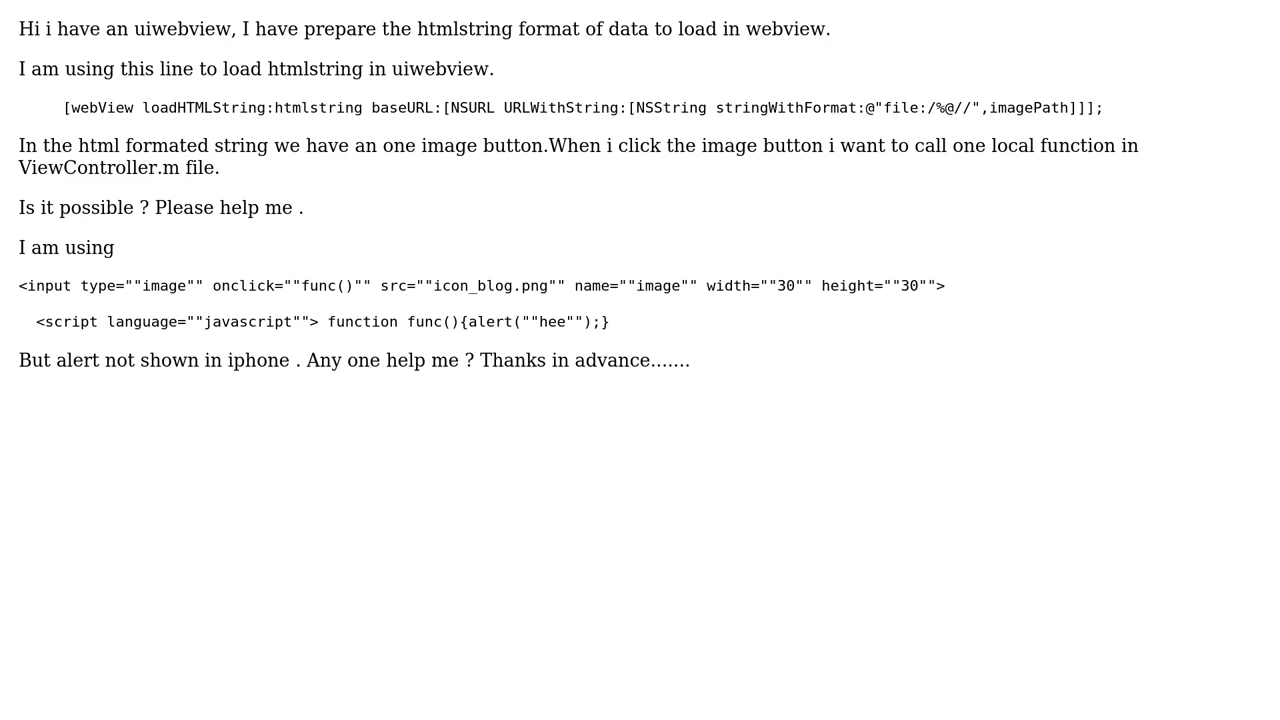 Hi i have an uiwebview, I have prepare the htmlstring format of data to load in webview.
I am using this line to load htmlstring in uiwebview.
[webView loadHTMLString:htmlstring baseURL:[NSURL URLWithString:[NSString stringWithFormat:@"file:/%@//",imagePath]]];
In the html formated string we have an one image button.When i click the image button i want to call one local function in
ViewController.m file.
Is it possible ? Please help me .
I am using
<input type=""image"" onclick=""func()"" src=""icon_blog.png"" name=""image"" width=""30"" height=""30"">
<script language=""javascript""> function func(){alert(""hee"");}
But alert not shown in iphone . Any one help me ? Thanks in advance.......